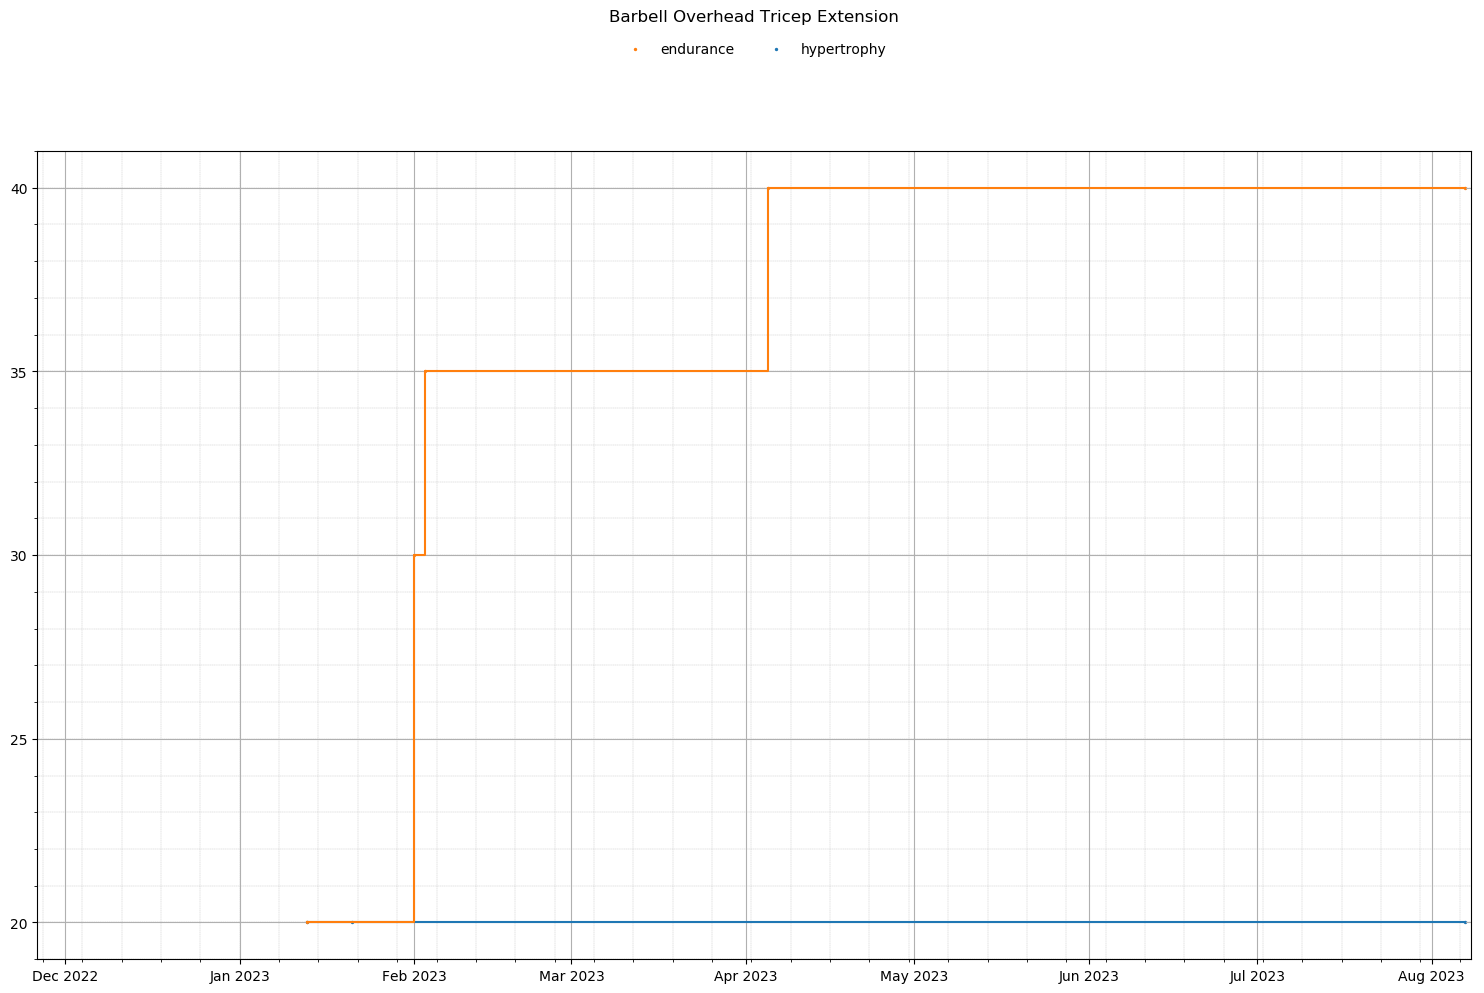 Barbell Overhead Tricep Extension
endurance hypertrophy
40
35
30
25
20
Dec 2022 Jan 2023 Feb 2023 Mar 2023 Apr 2023 May 2023 Jun 2023 Jul 2023 Aug 2023